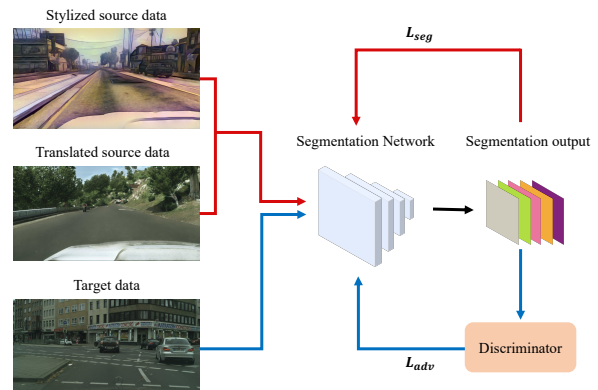 Stylized source data
L_seg
Segmentation Network
Segmentation output
Translated source data
Target data
L_adv
Discriminator